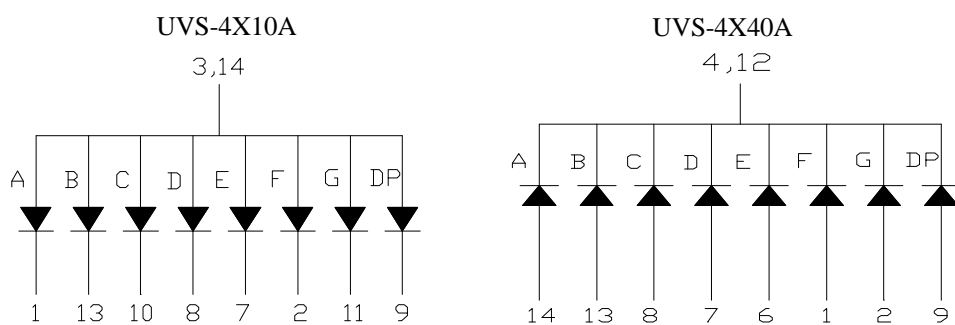 UVS-4X10A
3,14
A B C D E F G DP
1 13 10 8 7 2 11 9
UVS-4X40A
4,12
A B C D E F G DP
14 13 8 7 6 1 2 9